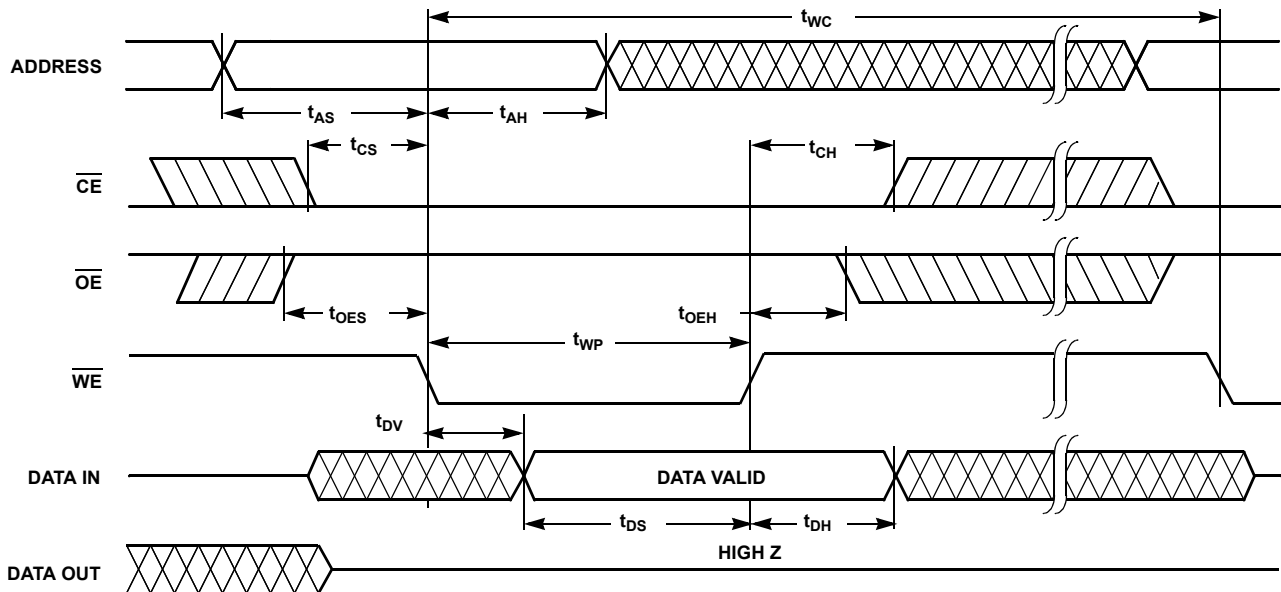 tWC
ADDRESS
tAS
tAH
tCS
tCH
CE
OE
tOES
tOEH
tWP
WE
tDV
DATA IN
DATA VALID
tDS
tDH
HIGH Z
DATA OUT